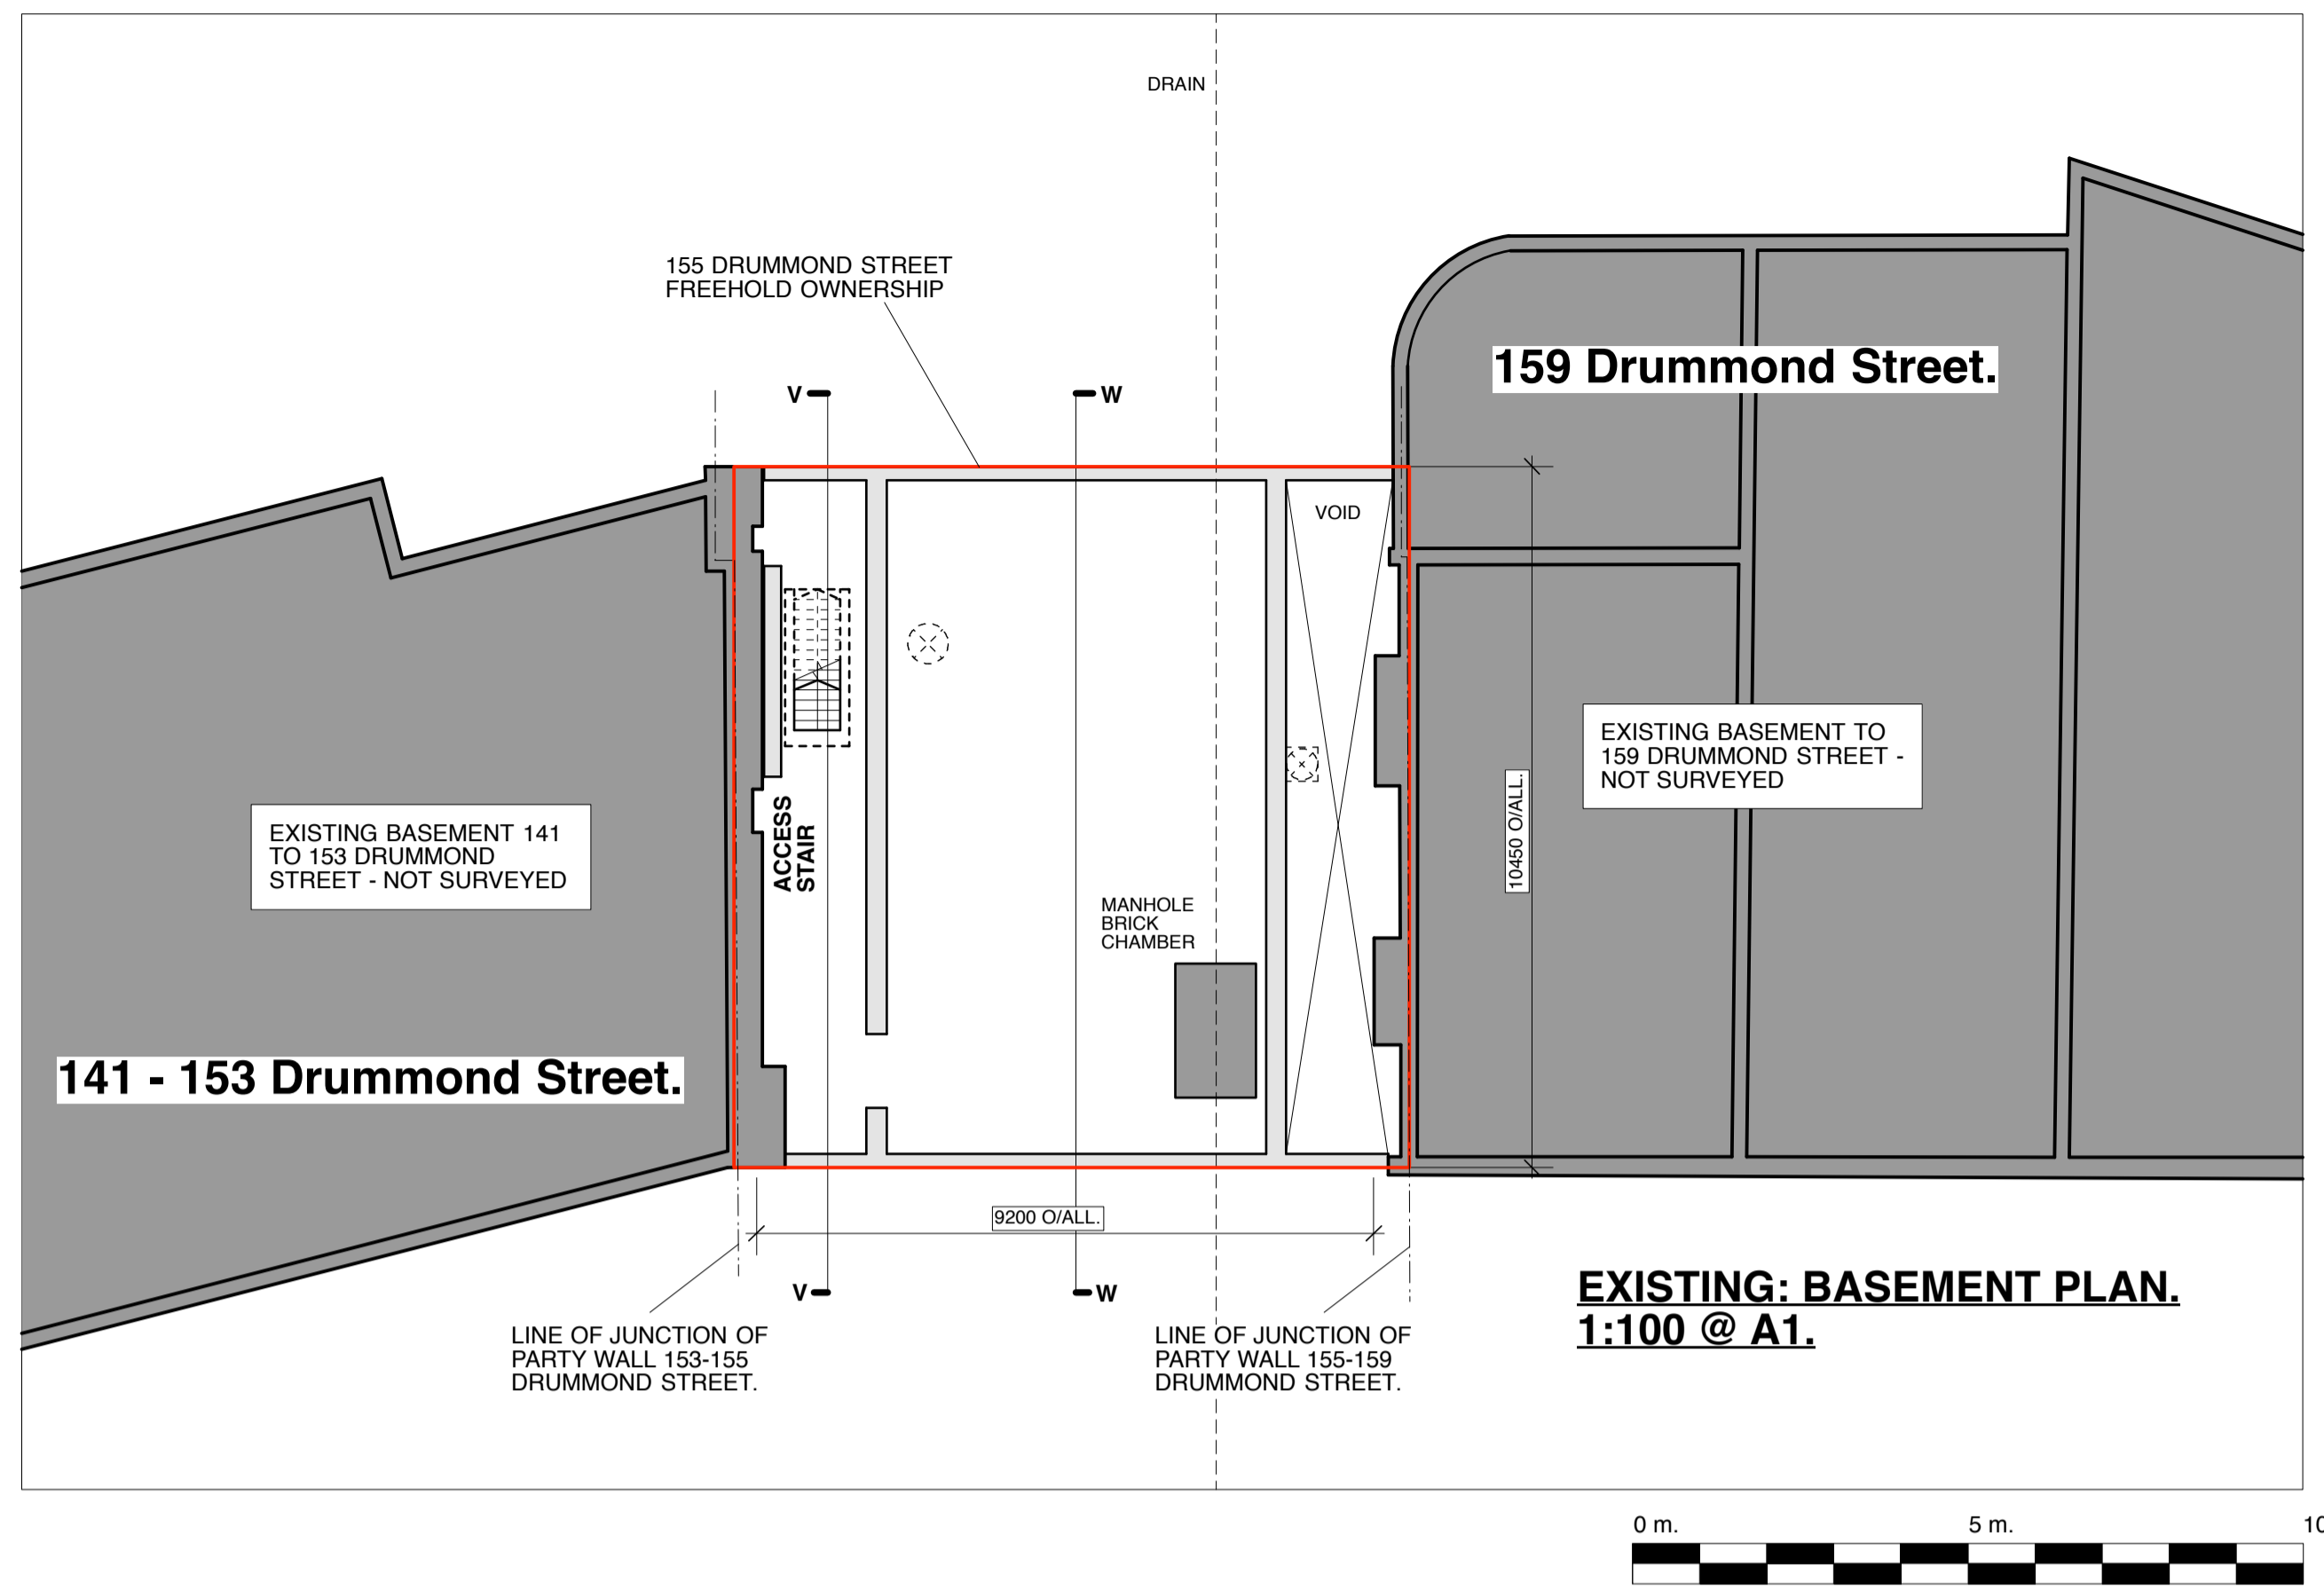 DRAIN
155 DRUMMOND STREET
FREEHOLD OWNERSHIP
159 Drummond Street.
V
W
VOID
EXISTING BASEMENT TO
159 DRUMMOND STREET -
NOT SURVEYED
10450 O/ALL.
EXISTING BASEMENT 141
TO 153 DRUMMOND
STREET - NOT SURVEYED
ACCESS
STAIR
MANHOLE
BRICK
CHAMBER
141 - 153 Drummond Street.
9200 O/ALL.
V
W
EXISTING: BASEMENT PLAN.
1:100 @ A1.
LINE OF JUNCTION OF
PARTY WALL 153-155
DRUMMOND STREET.
LINE OF JUNCTION OF
PARTY WALL 155-159
DRUMMOND STREET.
0 m.
5 m.
10